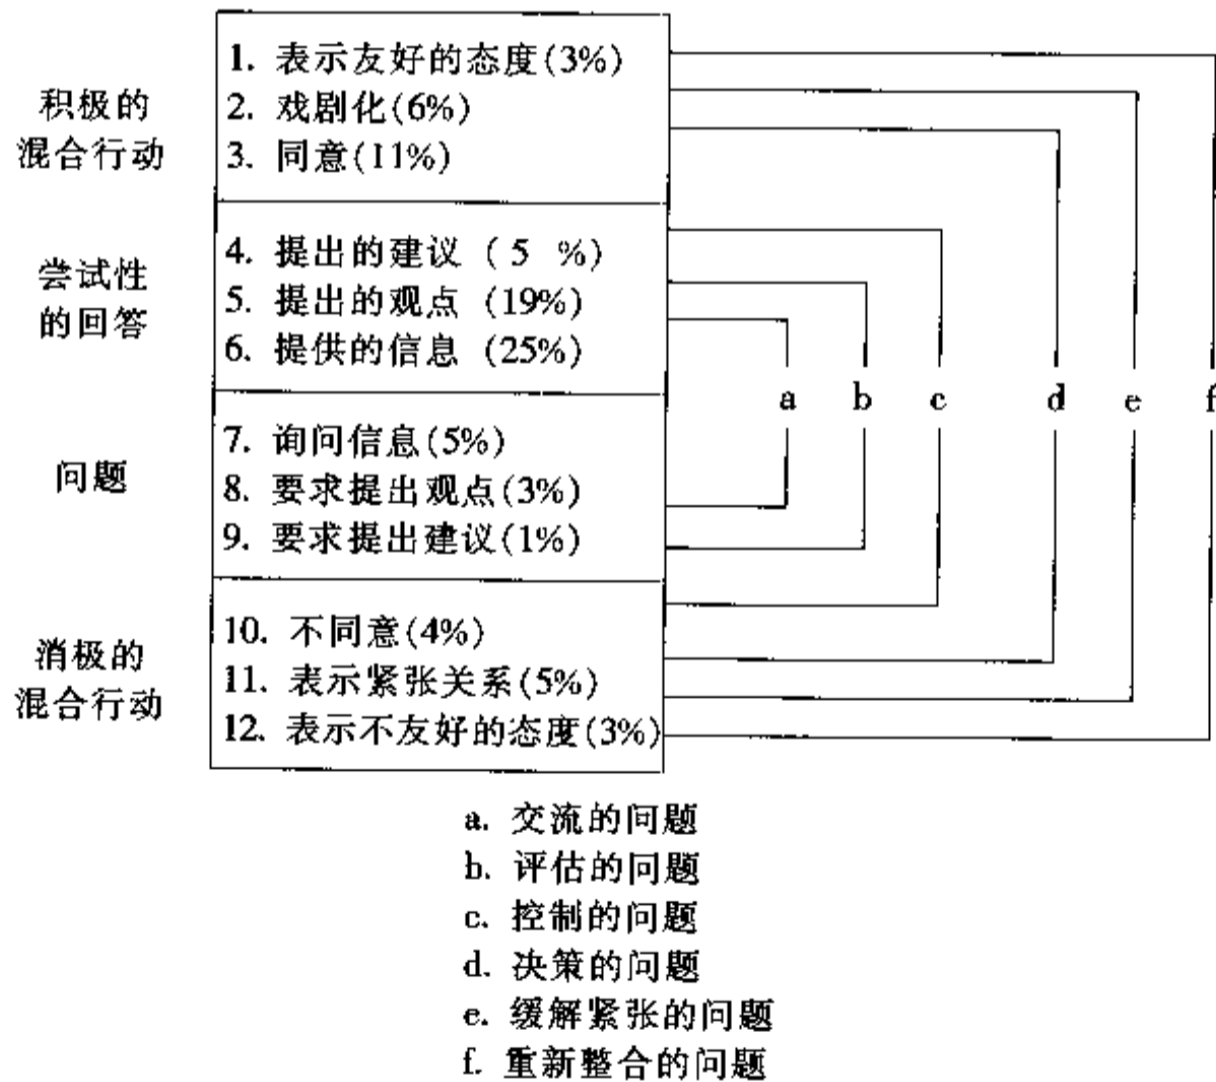 积极的
混合行动
1. 表示友好的态度(3%)
2. 戏剧化(6%)
3. 同意(11%)
尝试性
的回答
4. 提出的建议 ( 5 %)
5. 提出的观点 (19%)
6. 提供的信息 (25%)
a b c d e f
问题
7. 询问信息(5%)
8. 要求提出观点(3%)
9. 要求提出建议(1%)
消极的
混合行动
10. 不同意(4%)
11. 表示紧张关系(5%)
12. 表示不友好的态度(3%)
a. 交流的问题
b. 评估的问题
c. 控制的问题
d. 决策的问题
e. 缓解紧张的问题
f. 重新整合的问题